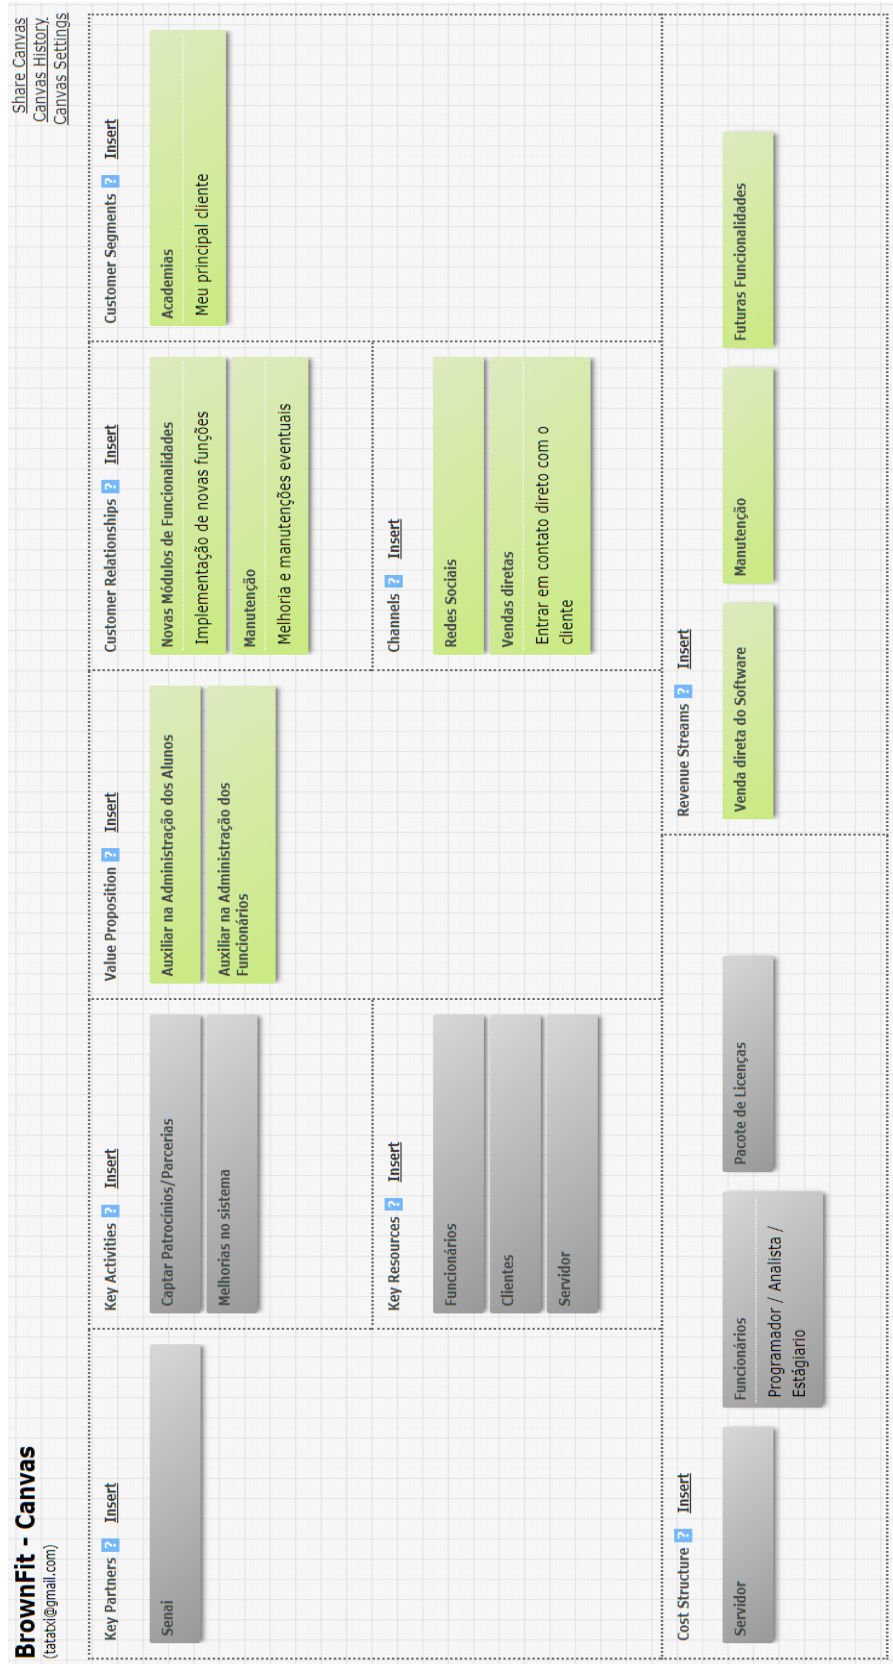 BrownFit - Canvas
(tatatxi@gmail.com)
Share Canvas
Canvas History
Canvas Settings
Key Partners ? Insert
Senai
Key Activities ? Insert
Captar Patrocínios/Parcerias
Melhorias no sistema
Key Resources ? Insert
Funcionários
Clientes
Servidor
Value Proposition ? Insert
Auxiliar na Administração dos Alunos
Auxiliar na Administração dos
Funcionários
Customer Relationships ? Insert
Novas Módulos de Funcionalidades
Implementação de novas funções
Manutenção
Melhoria e manutenções eventuais
Channels ? Insert
Redes Sociais
Vendas diretas
Entrar em contato direto com o
cliente
Customer Segments ? Insert
Academias
Meu principal cliente
Cost Structure ? Insert
Servidor
Funcionários
Programador / Analista /
Estágiario
Pacote de Licenças
Revenue Streams ? Insert
Venda direta do Software
Manutenção
Futuras Funcionalidades